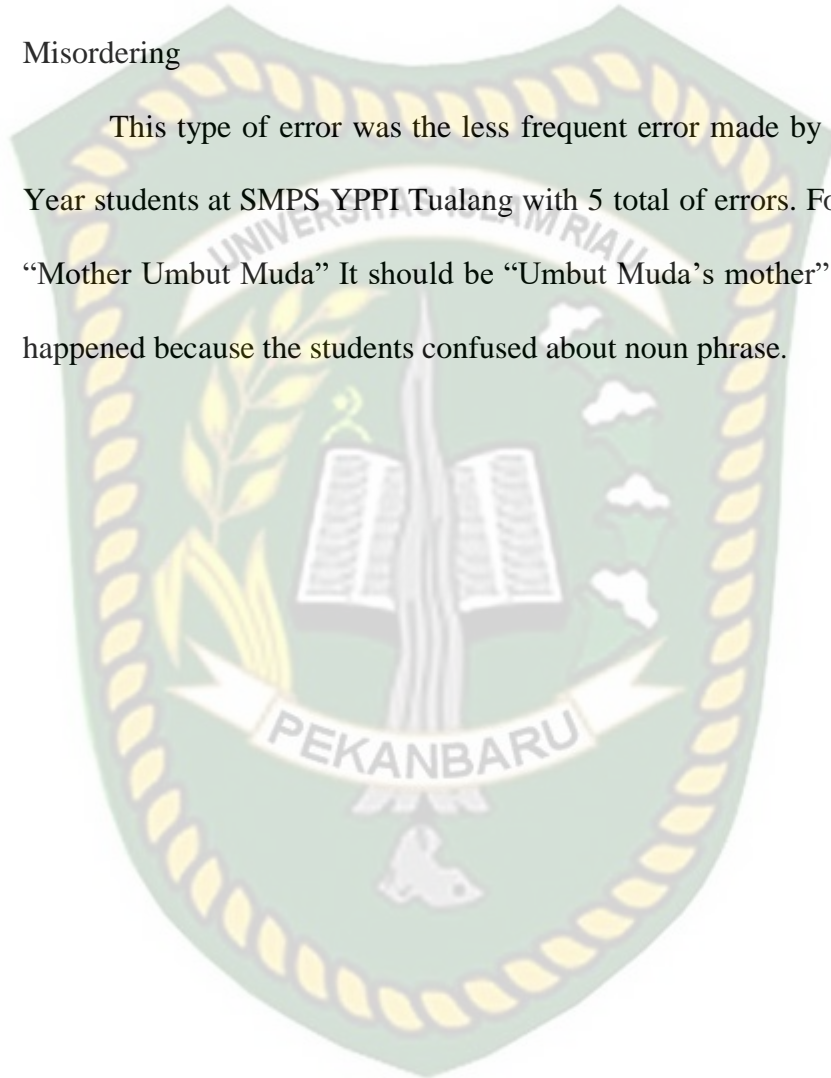 Misordering
This type of error was the less frequent error made by
Year students at SMPS YPPI Tualang with 5 total of errors. Fo
UNIVERSITAS ISLAM RIAU
“Mother Umbut Muda” It should be “Umbut Muda’s mother”
happened because the students confused about noun phrase.
PEKANBARU